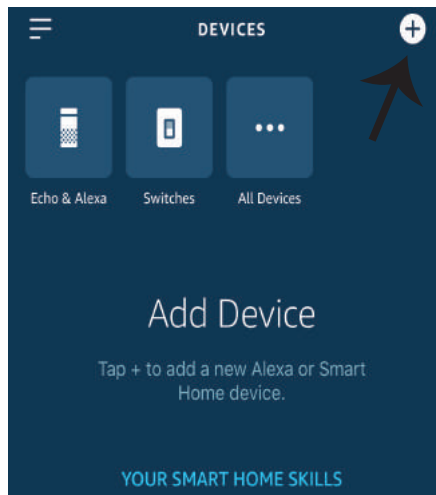 DEVICES
Echo & Alexa Switches All Devices
Add Device
Tap + to add a new Alexa or Smart
Home device.
YOUR SMART HOME SKILLS